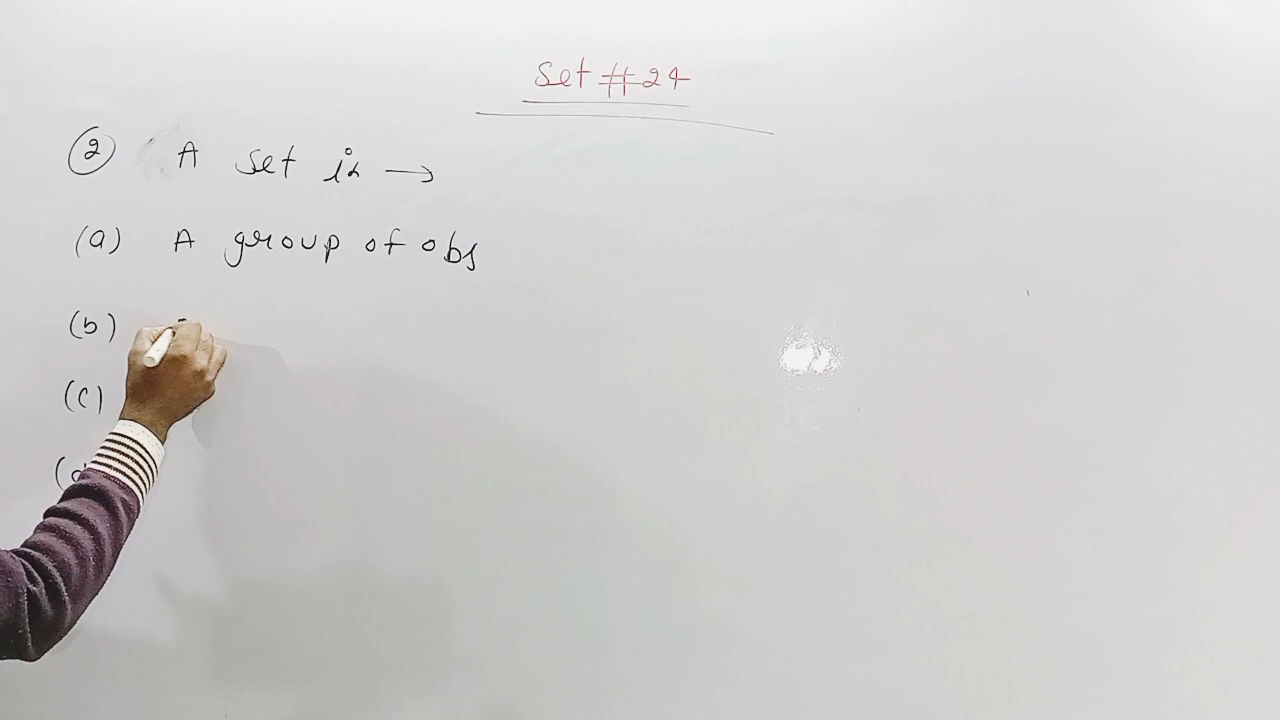 Set #24
② A set is →
(a) A group of obj
(b)
(c)
(d